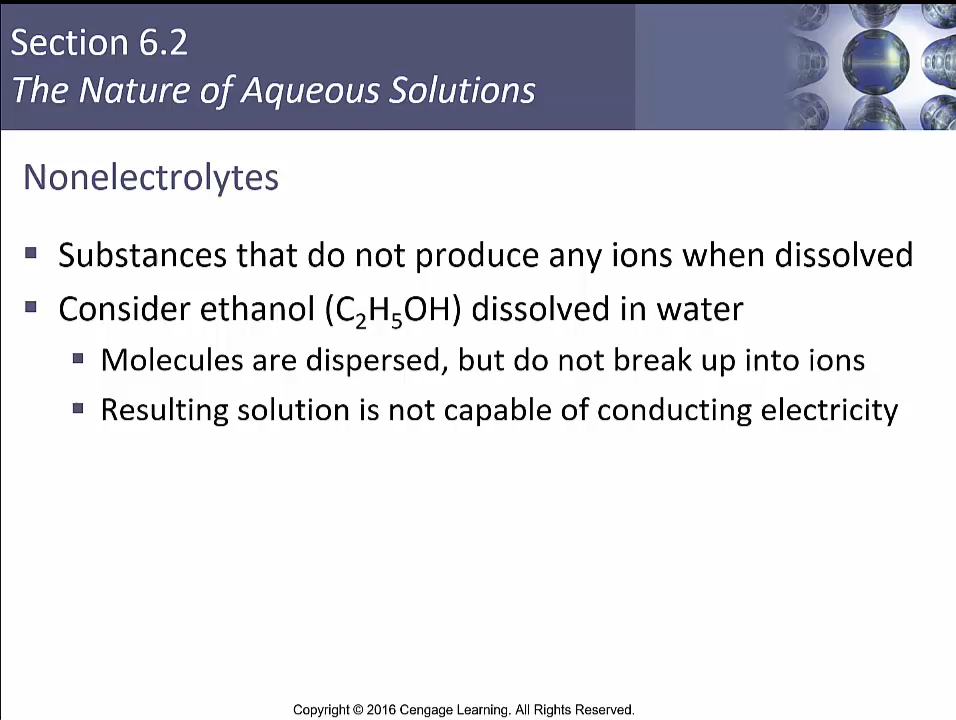 Section 6.2
The Nature of Aqueous Solutions
Nonelectrolytes
▪ Substances that do not produce any ions when dissolved
▪ Consider ethanol (C₂H₅OH) dissolved in water
▪ Molecules are dispersed, but do not break up into ions
▪ Resulting solution is not capable of conducting electricity
Copyright © 2016 Cengage Learning. All Rights Reserved.